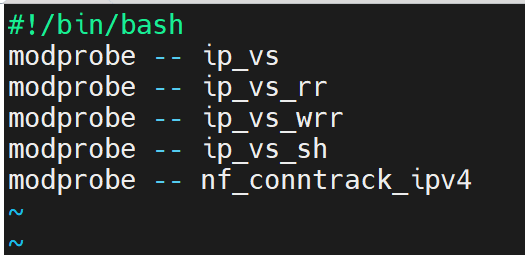 #!/bin/bash
modprobe -- ip_vs
modprobe -- ip_vs_rr
modprobe -- ip_vs_wrr
modprobe -- ip_vs_sh
modprobe -- nf_conntrack_ipv4
~
~